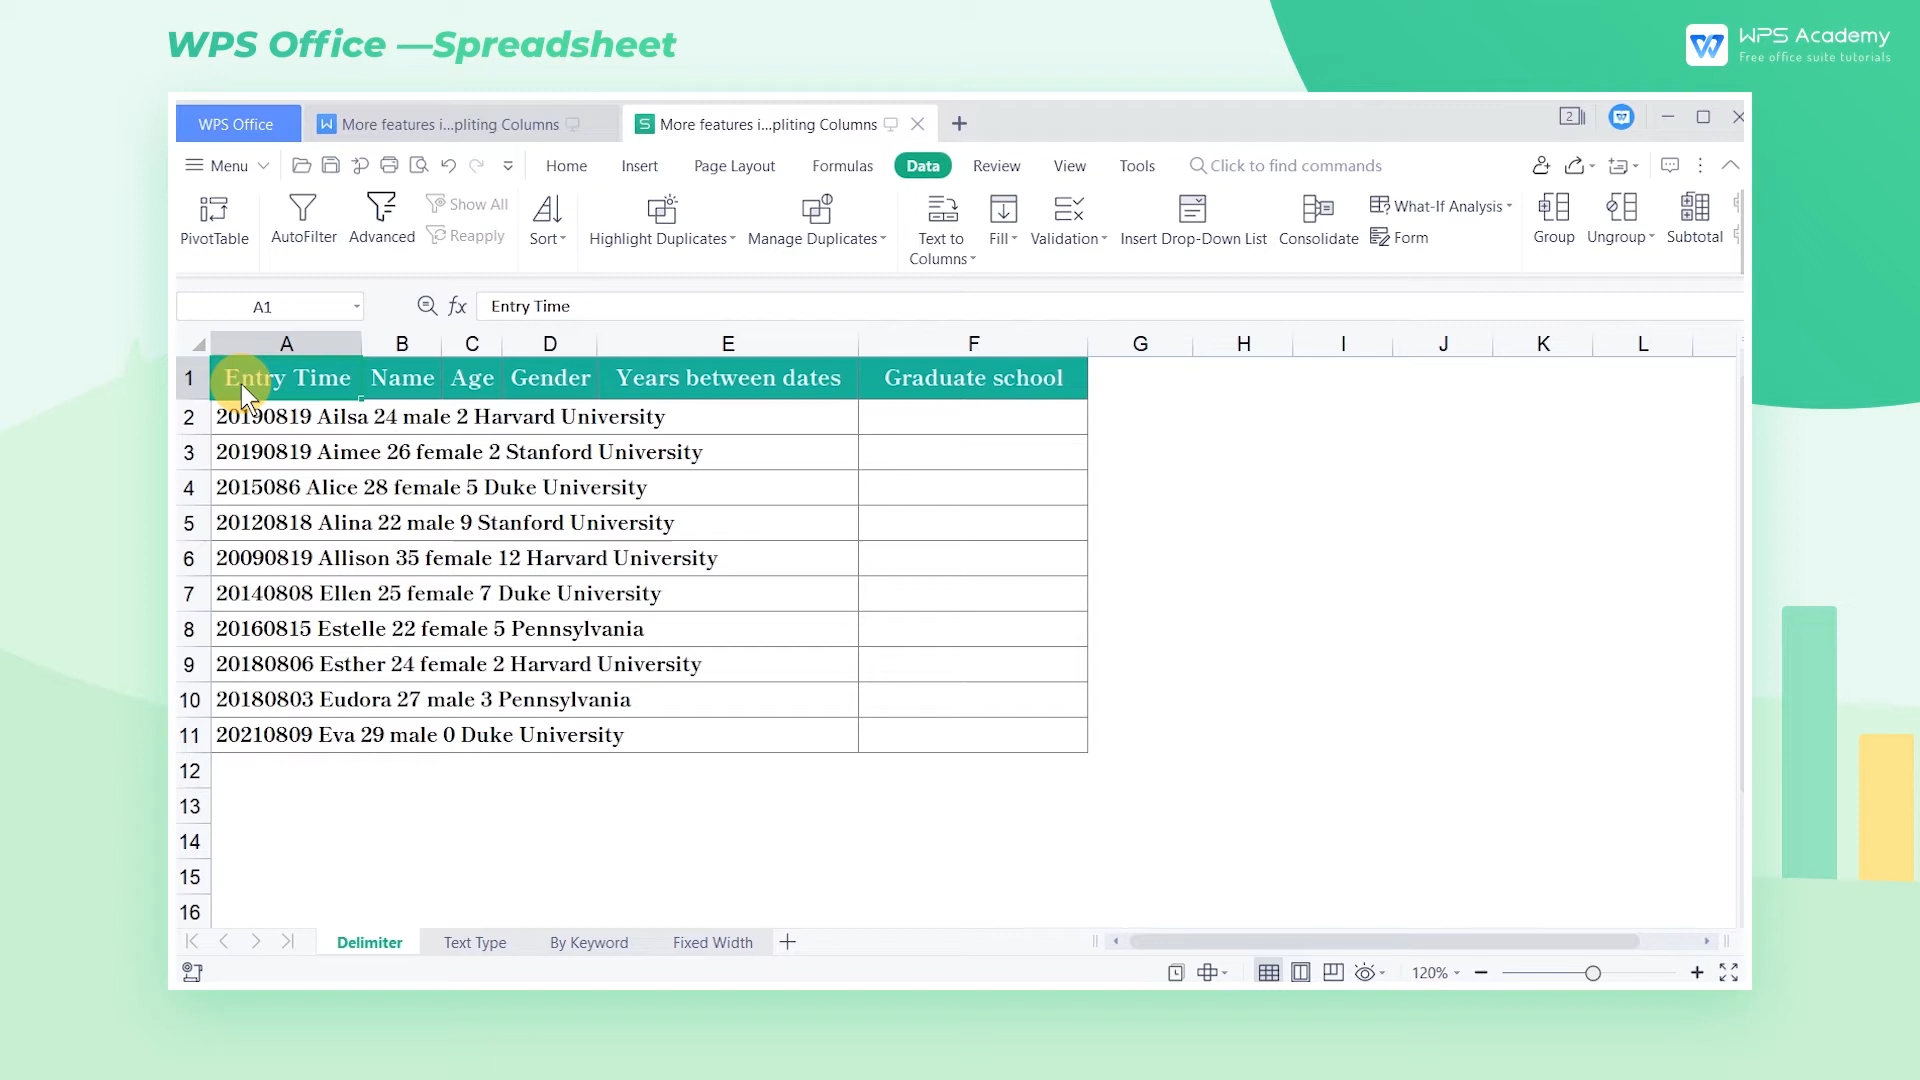 WPS Office —Spreadsheet
WPS Academy
Free office suite tutorials
WPS Office
More features i...pliting Columns
More features i...pliting Columns
2
Menu
Home
Insert
Page Layout
Formulas
Data
Review
View
Tools
Click to find commands
PivotTable
AutoFilter
Advanced
Show All
Reapply
Sort
Highlight Duplicates
Manage Duplicates
Text to
Columns
Fill
Validation
Insert Drop-Down List
Consolidate
What-If Analysis
Form
Group
Ungroup
Subtotal
A1
fx
Entry Time
A B C D E F G H I J K L
1 Entry Time Name Age Gender Years between dates Graduate school
2 20190819 Ailsa 24 male 2 Harvard University
3 20190819 Aimee 26 female 2 Stanford University
4 2015086 Alice 28 female 5 Duke University
5 20120818 Alina 22 male 9 Stanford University
6 20090819 Allison 35 female 12 Harvard University
7 20140808 Ellen 25 female 7 Duke University
8 20160815 Estelle 22 female 5 Pennsylvania
9 20180806 Esther 24 female 2 Harvard University
10 20180803 Eudora 27 male 3 Pennsylvania
11 20210809 Eva 29 male 0 Duke University
12
13
14
15
16
Delimiter
Text Type
By Keyword
Fixed Width
120%